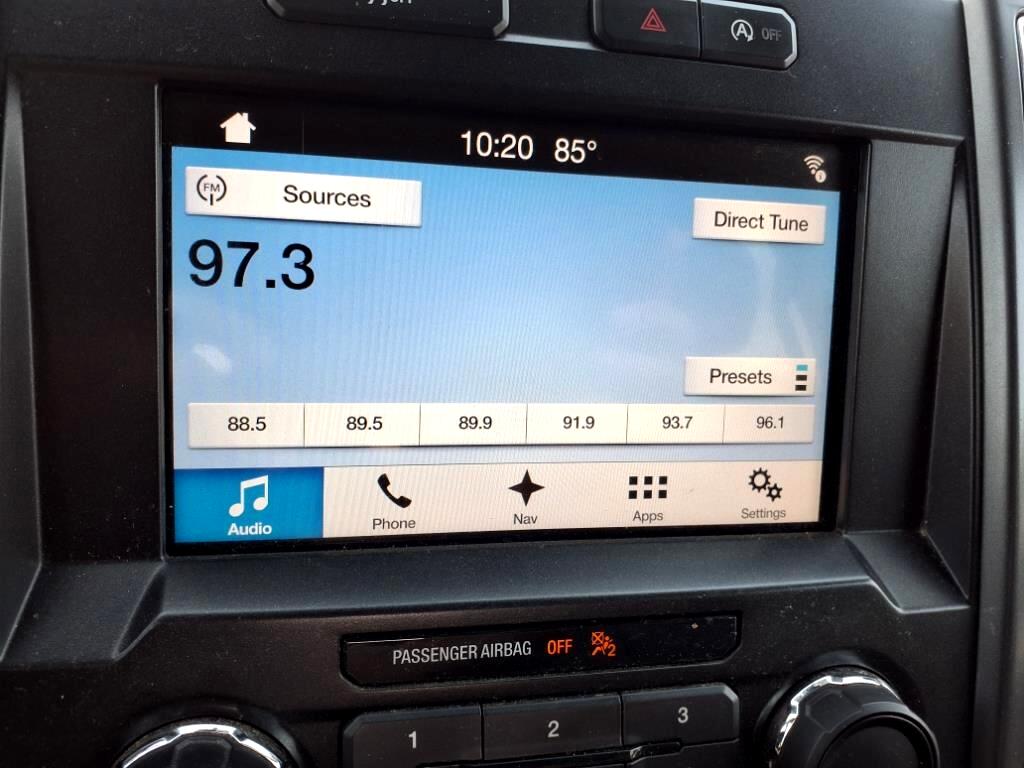 A OFF
10:20 85°
FM Sources
Direct Tune
97.3
Presets
88.5 89.5 89.9 91.9 93.7 96.1
Audio Phone Nav Apps Settings
PASSENGER AIRBAG OFF 2
1 2 3